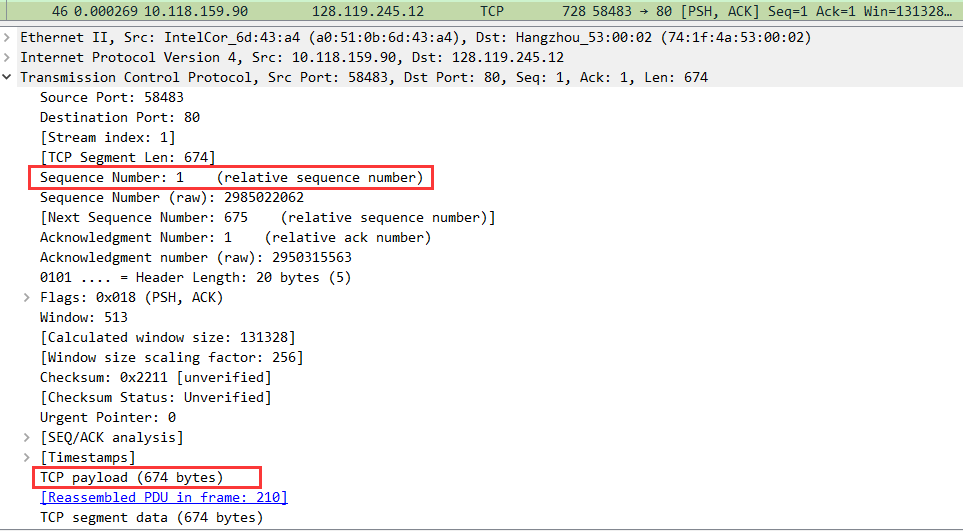 46 0.000269 10.118.159.90 128.119.245.12 TCP 728 58483 → 80 [PSH, ACK] Seq=1 Ack=1 Win=131328…
Ethernet II, Src: IntelCor_6d:43:a4 (a0:51:0b:6d:43:a4), Dst: Hangzhou_53:00:02 (74:1f:4a:53:00:02)
Internet Protocol Version 4, Src: 10.118.159.90, Dst: 128.119.245.12
Transmission Control Protocol, Src Port: 58483, Dst Port: 80, Seq: 1, Ack: 1, Len: 674
Source Port: 58483
Destination Port: 80
[Stream index: 1]
[TCP Segment Len: 674]
Sequence Number: 1 (relative sequence number)
Sequence Number (raw): 2985022062
[Next Sequence Number: 675 (relative sequence number)]
Acknowledgment Number: 1 (relative ack number)
Acknowledgment number (raw): 2950315563
0101 .... = Header Length: 20 bytes (5)
Flags: 0x018 (PSH, ACK)
Window: 513
[Calculated window size: 131328]
[Window size scaling factor: 256]
Checksum: 0x2211 [unverified]
[Checksum Status: Unverified]
Urgent Pointer: 0
[SEQ/ACK analysis]
[Timestamps]
TCP payload (674 bytes)
[Reassembled PDU in frame: 210]
TCP segment data (674 bytes)